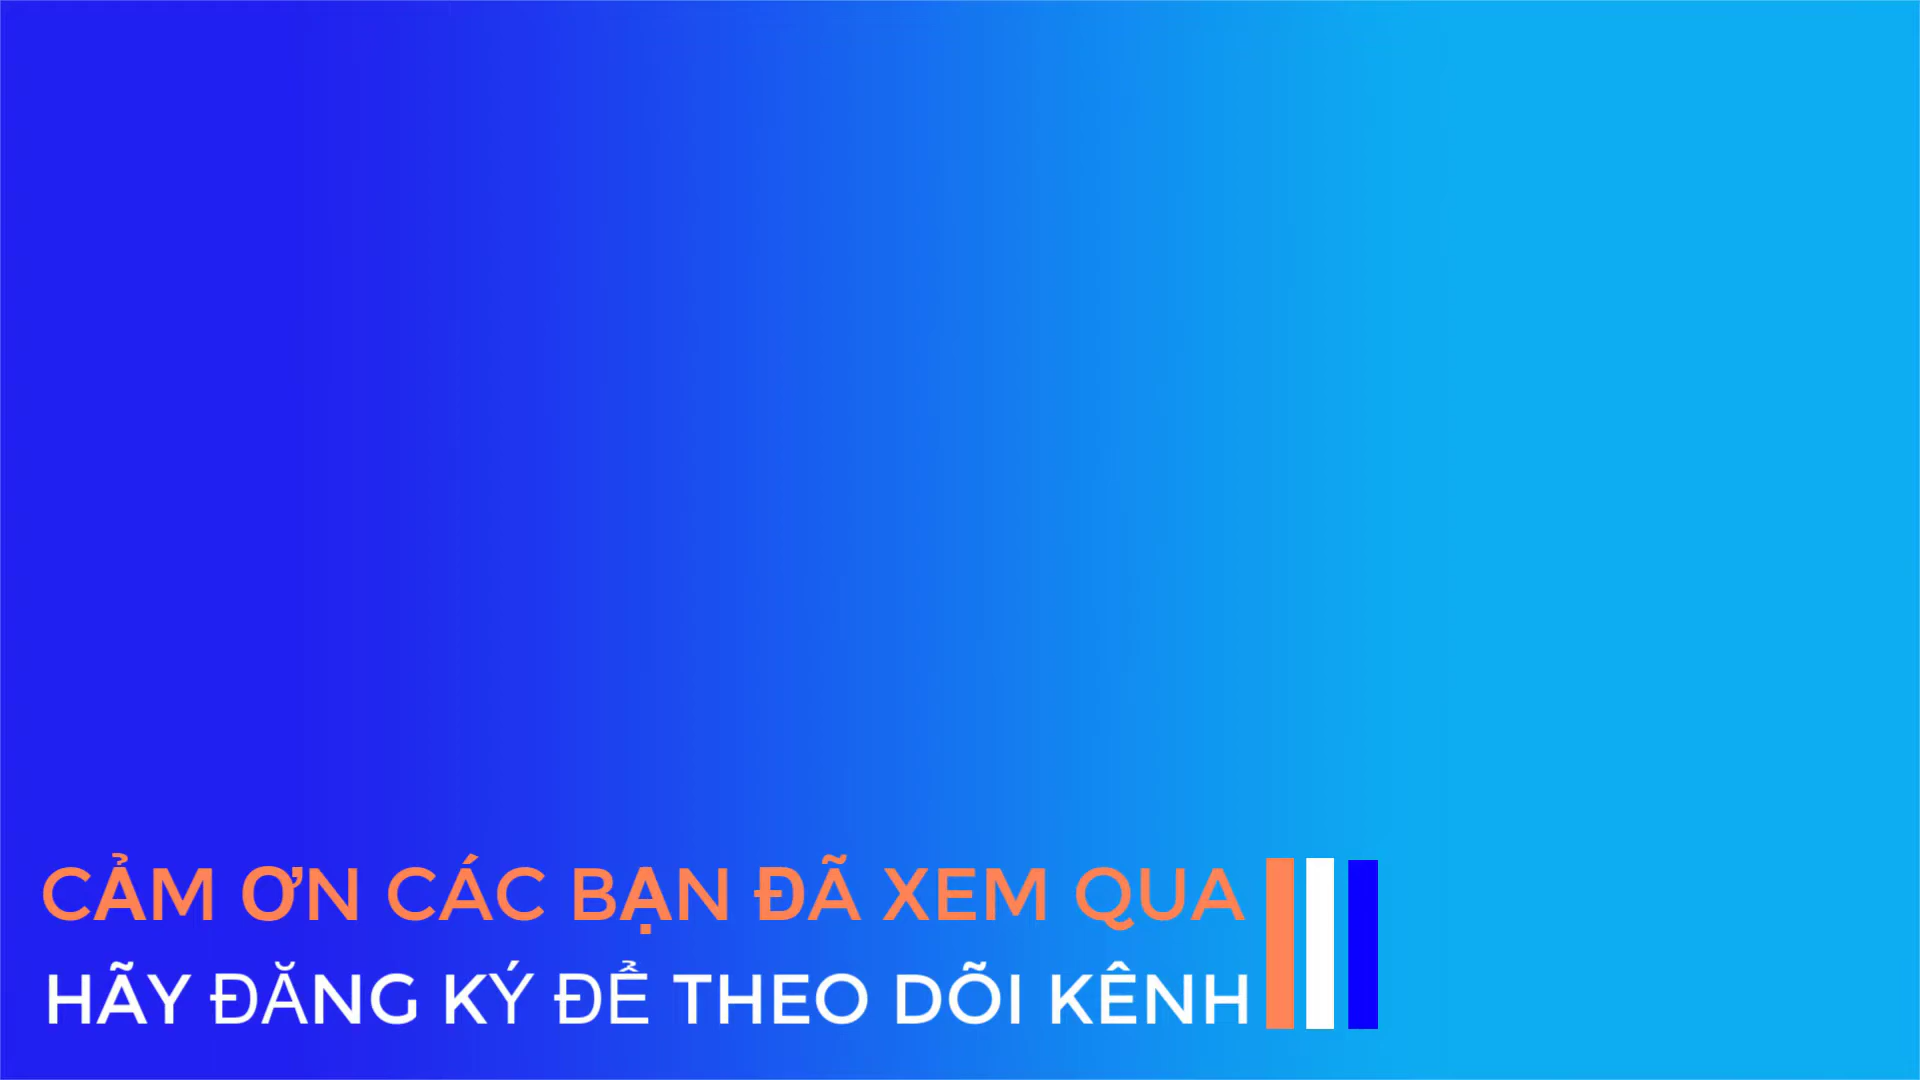 CẢM ƠN CÁC BẠN ĐÃ XEM QUA
HÃY ĐĂNG KÝ ĐỂ THEO DÕI KÊNH